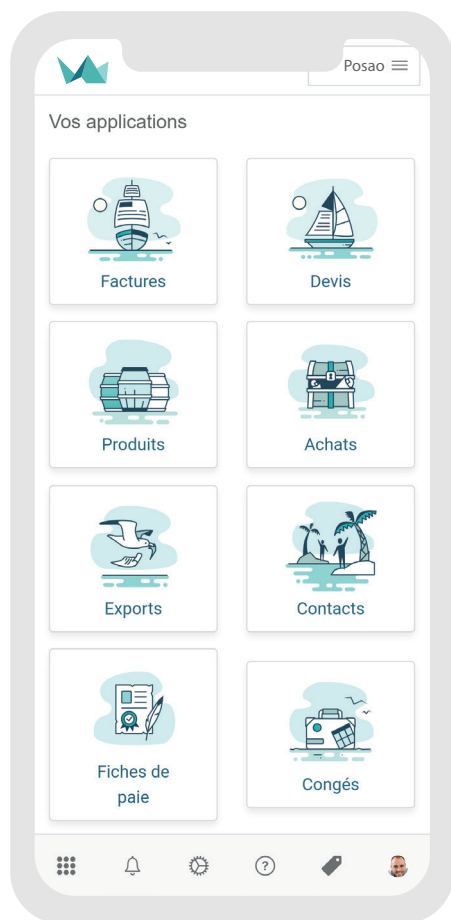 Posao
Vos applications
Factures
Devis
Produits
Achats
Exports
Contacts
Fiches de
paie
Congés
?